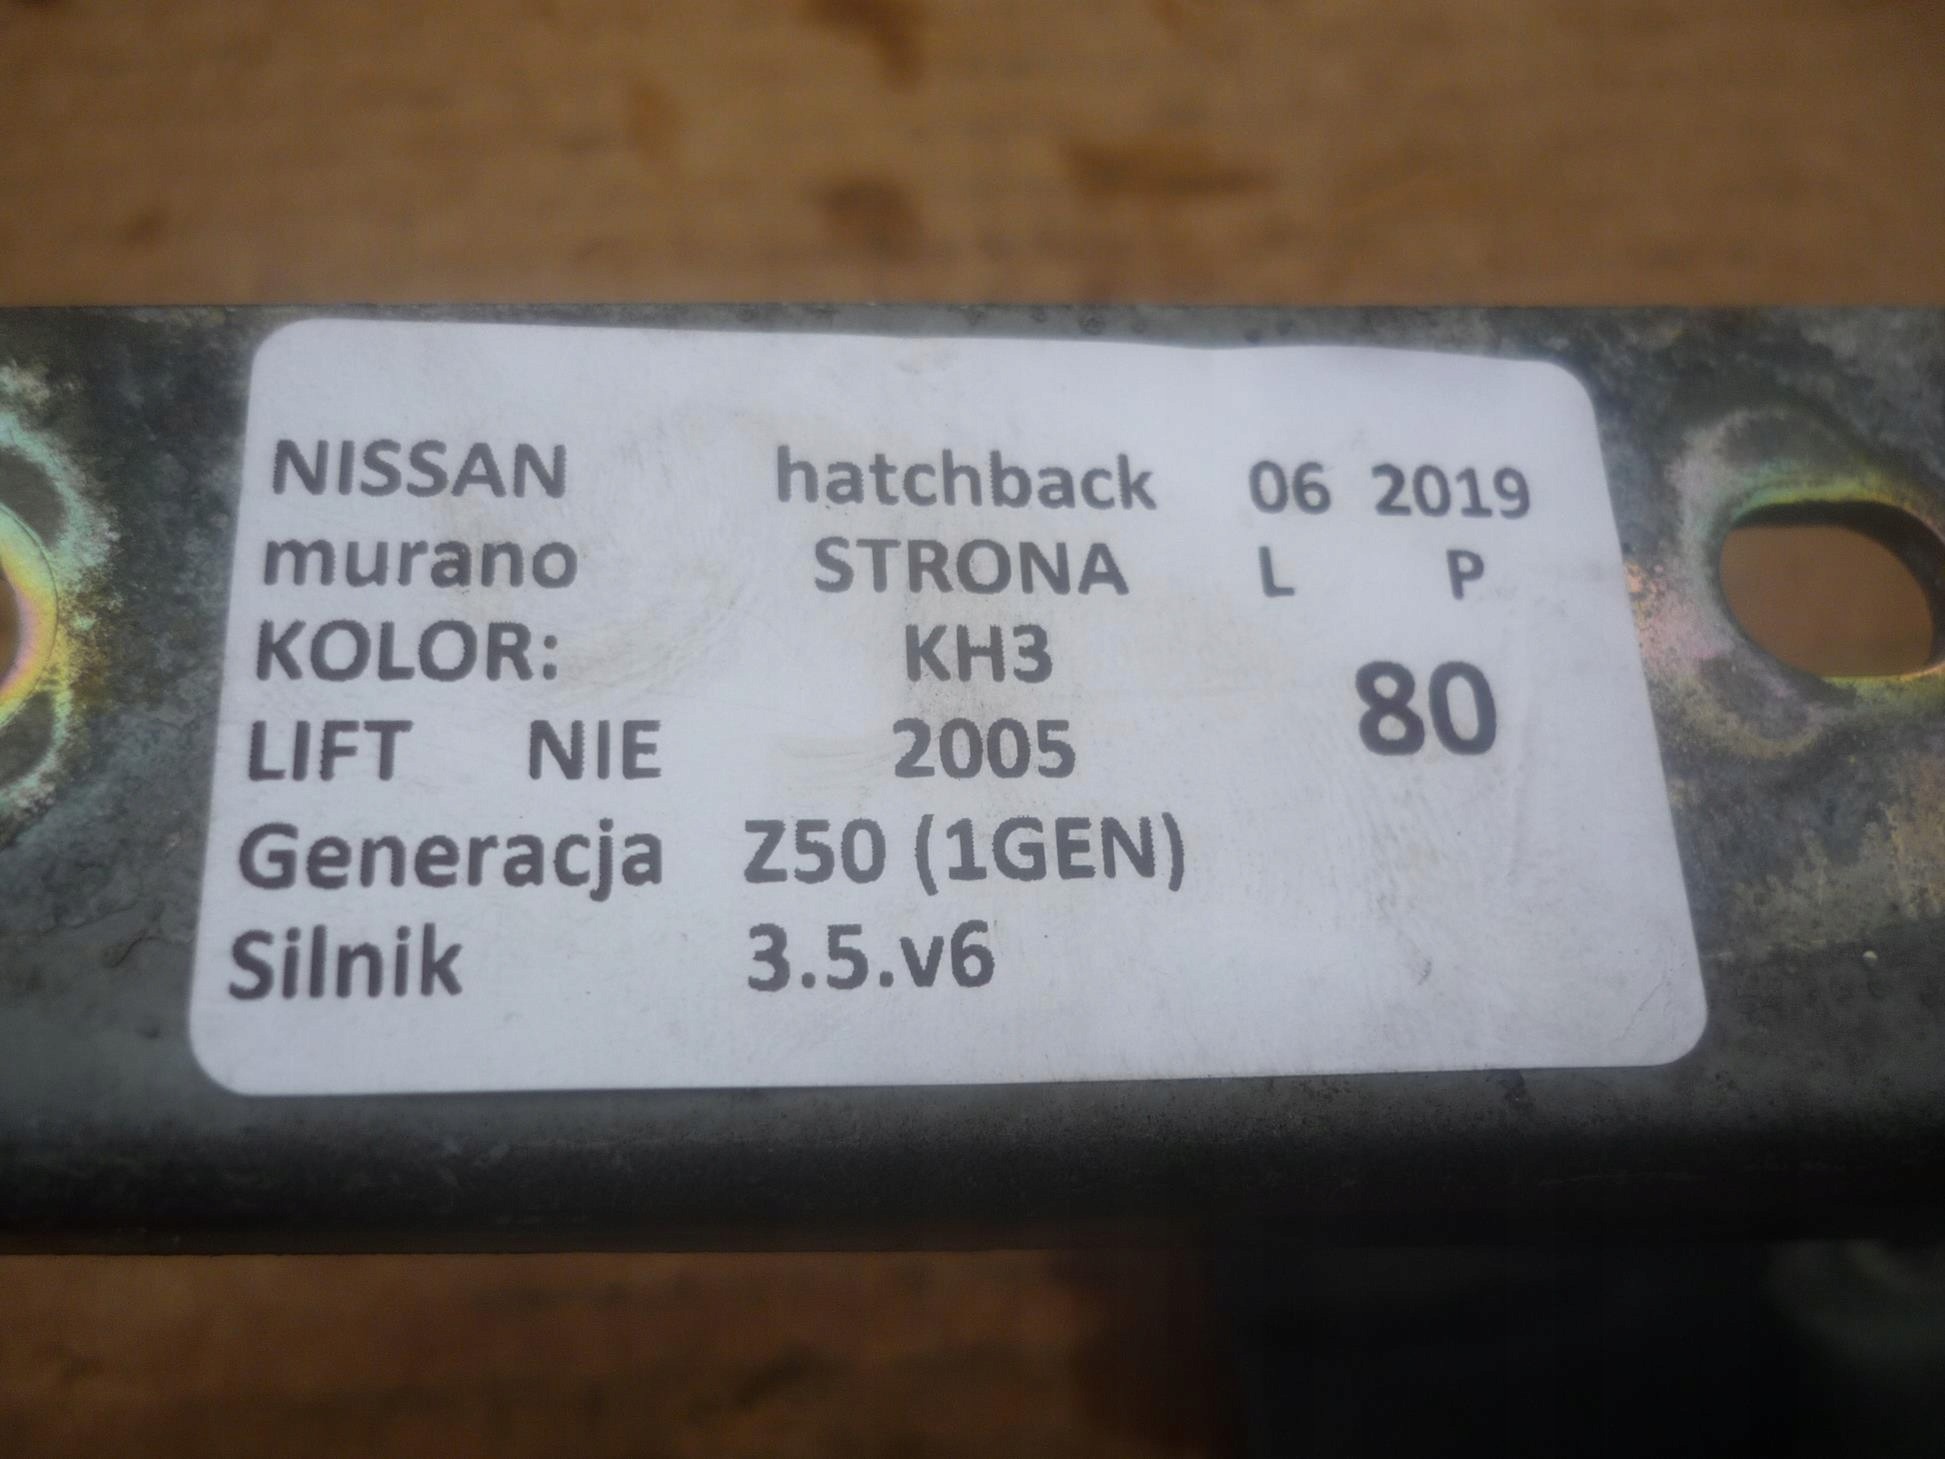 NISSAN hatchback 06 2019
murano STRONA L P
KOLOR: KH3
80
LIFT NIE 2005
Generacja Z50 (1GEN)
Silnik 3.5.v6